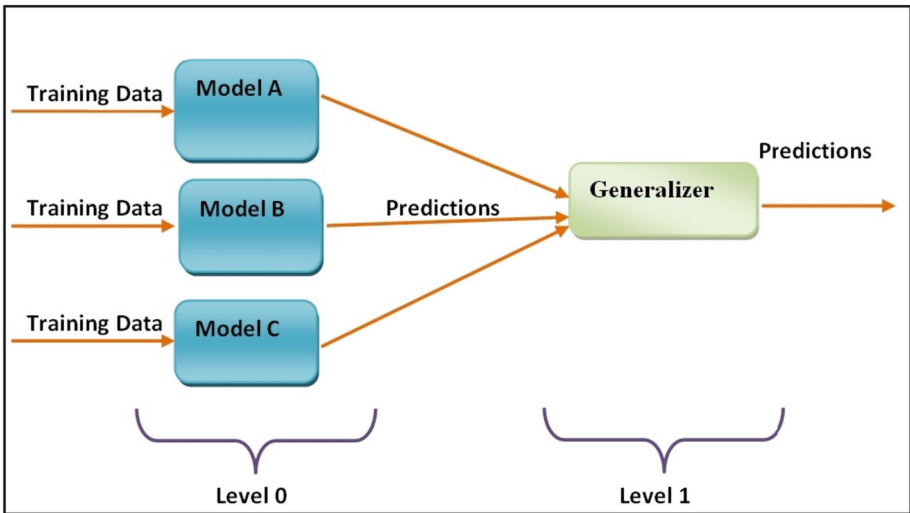 Training Data
Model A
Predictions
Generalizer
Training Data
Model B
Predictions
Training Data
Model C
Level 0
Level 1